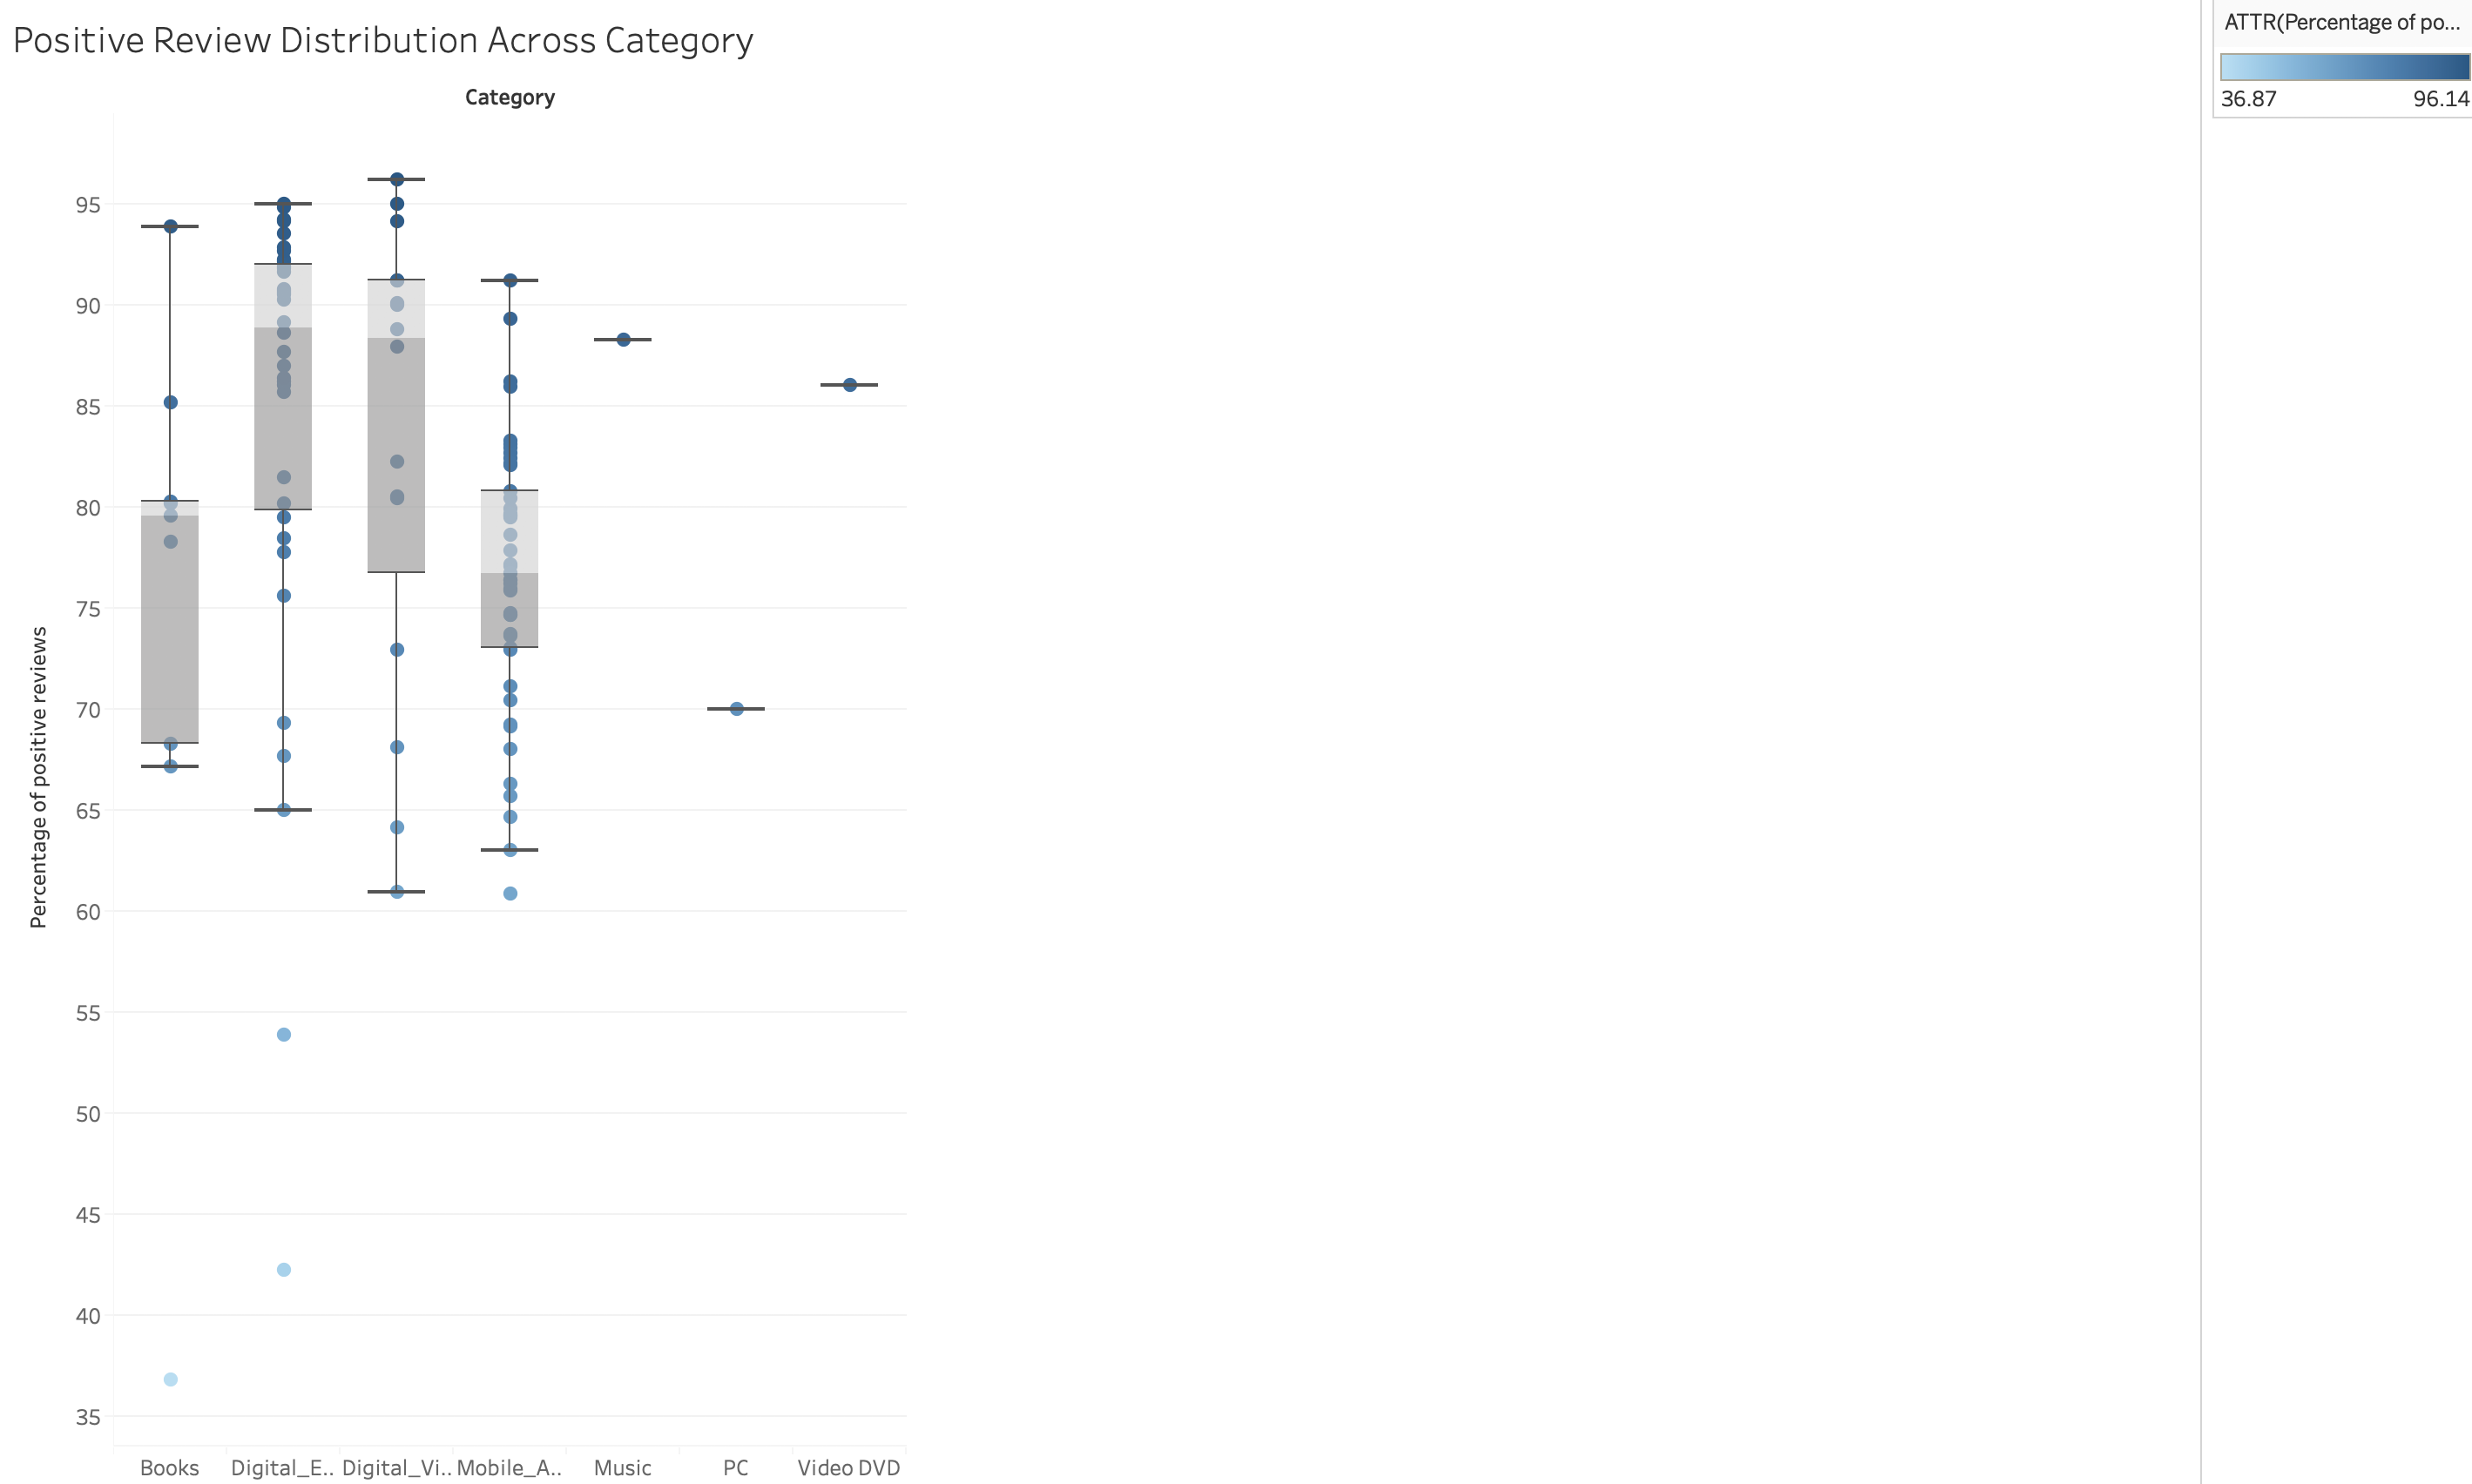 Positive Review Distribution Across Category
ATTR(Percentage of po...
36.87 96.14
Category
95
90
85
80
75
70
65
60
55
50
45
40
35
Percentage of positive reviews
Books Digital_E.. Digital_Vi.. Mobile_A.. Music PC Video DVD